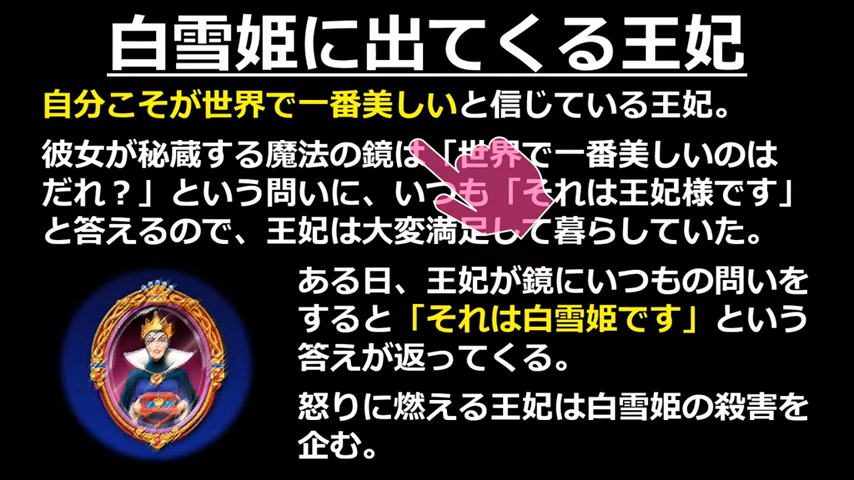 白雪姫に出てくる王妃
自分こそが世界で一番美しいと信じている王妃。
彼女が秘蔵する魔法の鏡は「世界で一番美しいのは
だれ？」という問いに、いつも「それは王妃様です」
と答えるので、王妃は大変満足して暮らしていた。
ある日、王妃が鏡にいつもの問いを
すると「それは白雪姫です」という
答えが返ってくる。
怒りに燃える王妃は白雪姫の殺害を
企む。